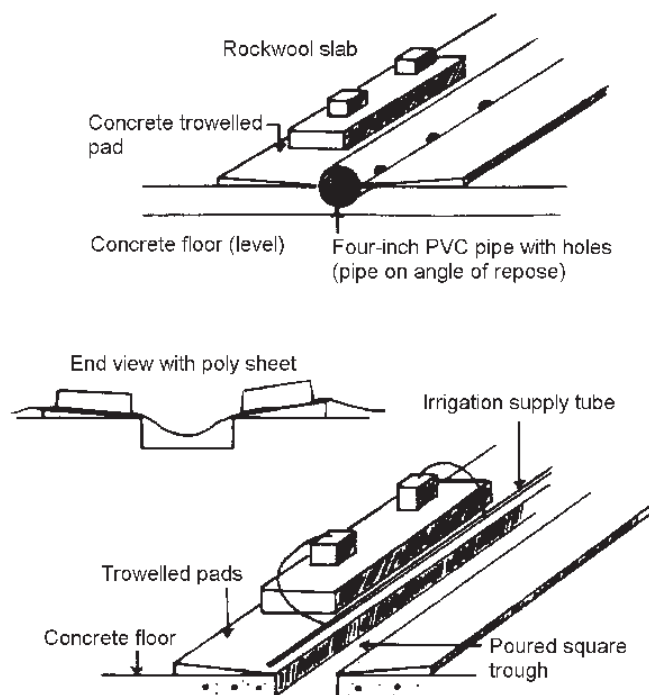 Rockwool slab
Concrete trowelled
pad
Concrete floor (level)
Four-inch PVC pipe with holes
(pipe on angle of repose)
End view with poly sheet
Irrigation supply tube
Trowelled pads
Concrete floor
Poured square
trough